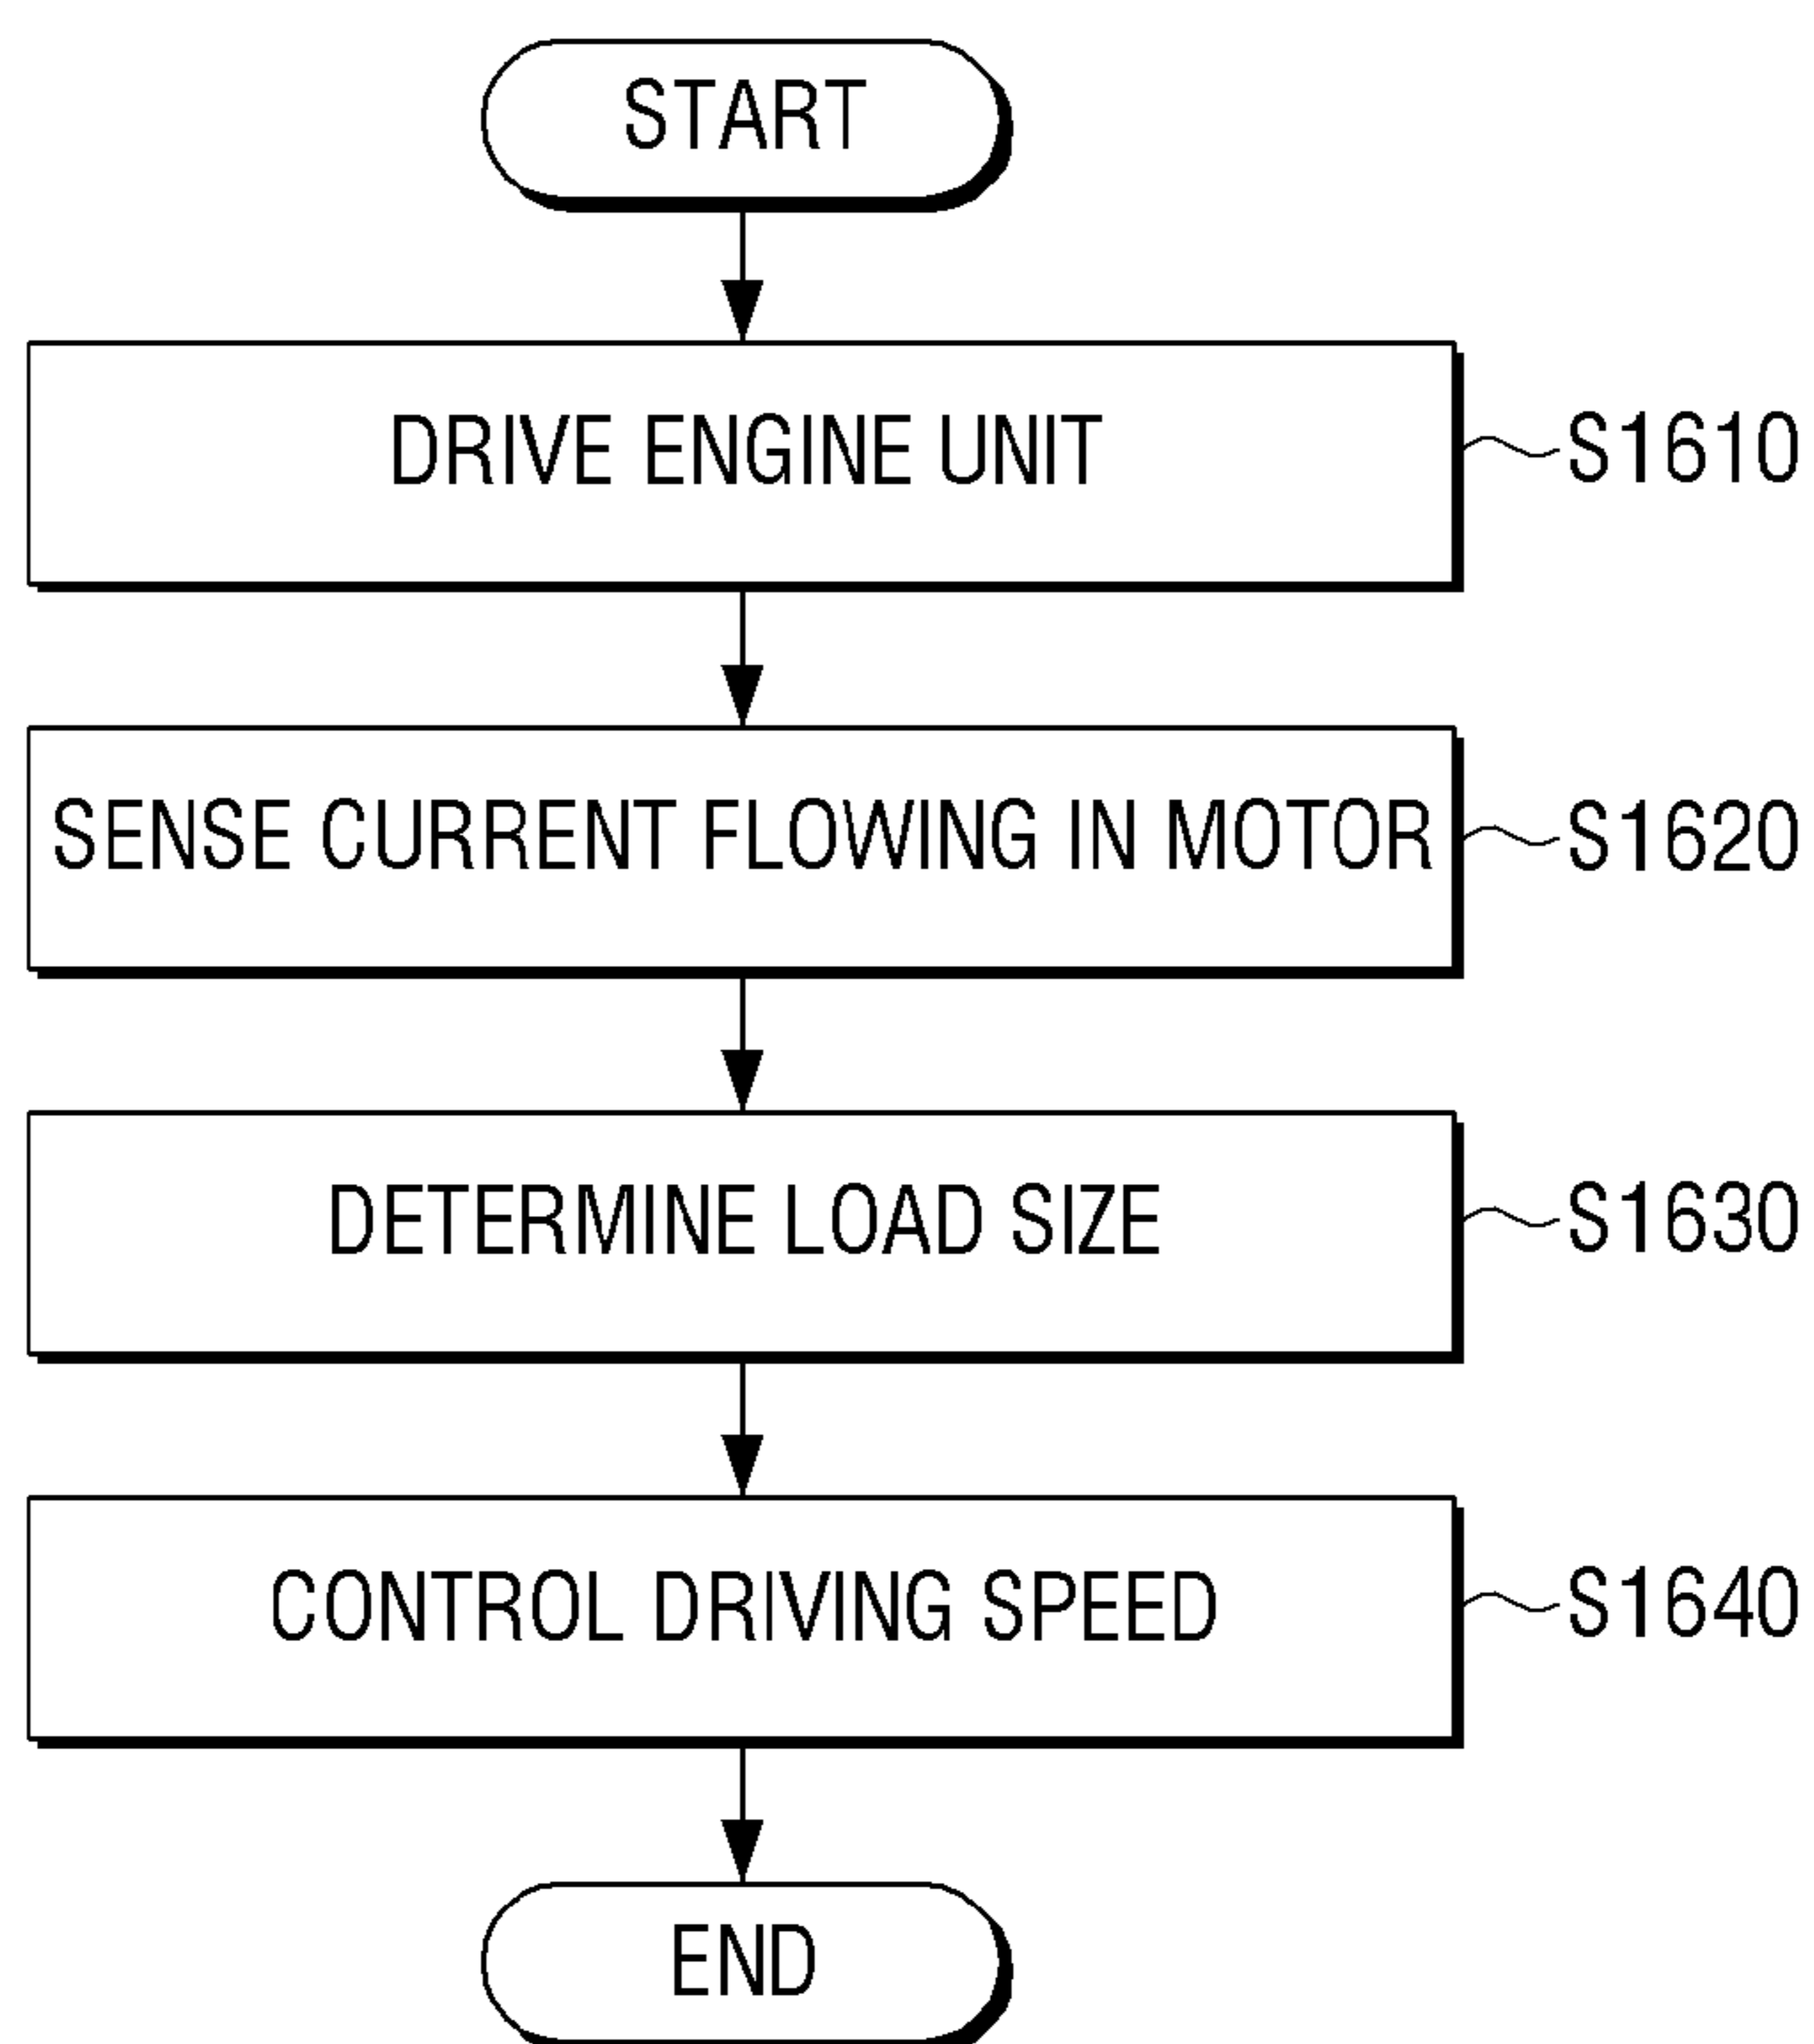 START
DRIVE ENGINE UNIT
S1610
SENSE CURRENT FLOWING IN MOTOR
S1620
DETERMINE LOAD SIZE
S1630
CONTROL DRIVING SPEED
S1640
END